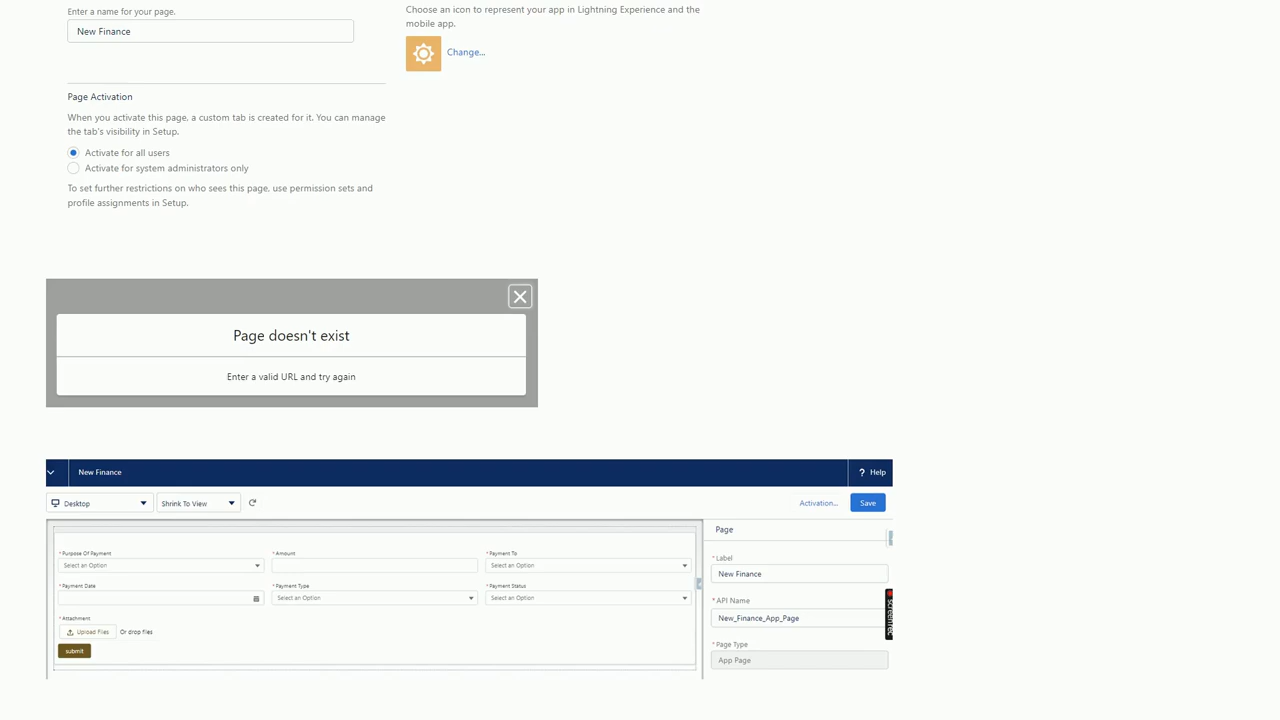 Enter a name for your page.
New Finance
Choose an icon to represent your app in Lightning Experience and the
mobile app.
Change...
Page Activation
When you activate this page, a custom tab is created for it. You can manage
the tab's visibility in Setup.
Activate for all users
Activate for system administrators only
To set further restrictions on who sees this page, use permission sets and
profile assignments in Setup.
Page doesn't exist
Enter a valid URL and try again
New Finance
? Help
Desktop
Shrink To View
Activation...
Save
* Purpose Of Payment
Select an Option
* Amount
* Payment To
Select an Option
* Payment Date
* Payment Type
Select an Option
* Payment Status
Select an Option
* Attachment
Upload Files
Or drop files
submit
Page
* Label
New Finance
* API Name
New_Finance_App_Page
* Page Type
App Page